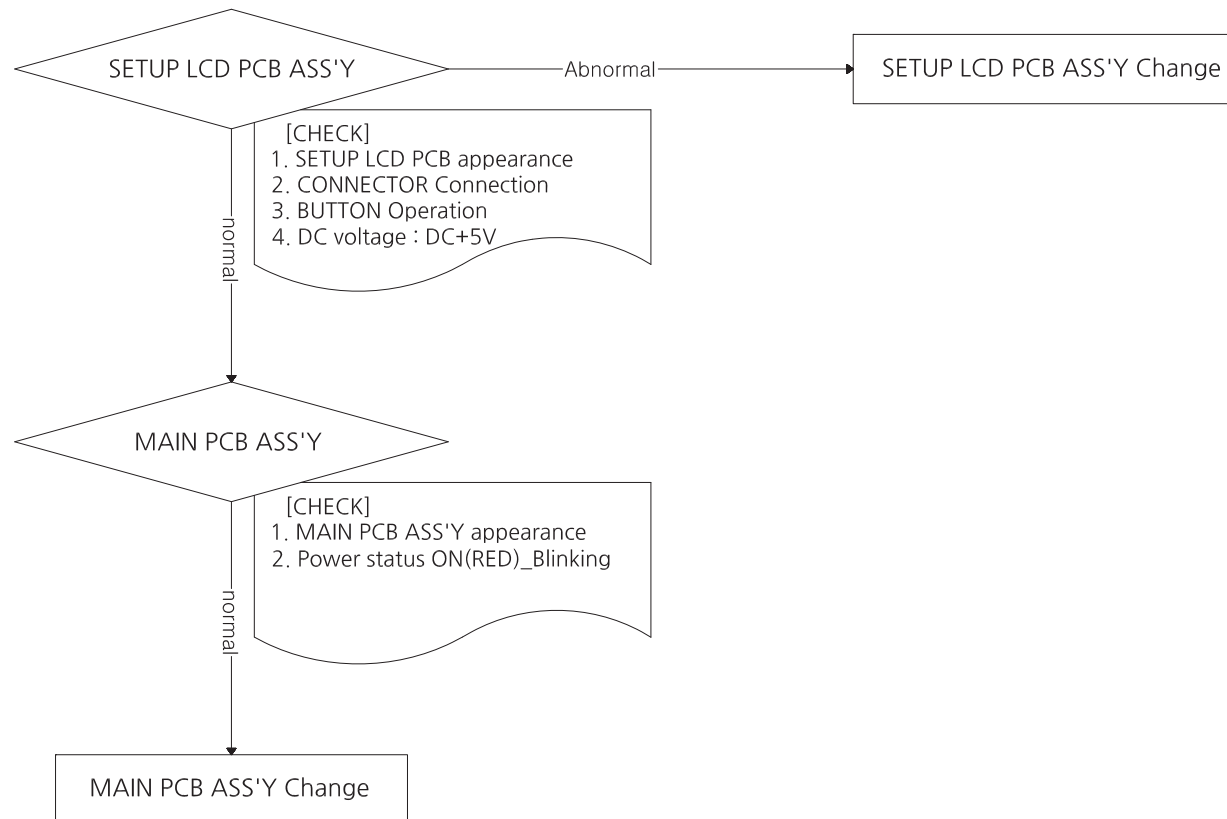 SETUP LCD PCB ASS'Y
Abnormal
SETUP LCD PCB ASS'Y Change
[CHECK]
1. SETUP LCD PCB appearance
2. CONNECTOR Connection
3. BUTTON Operation
4. DC voltage : DC+5V
normal
MAIN PCB ASS'Y
[CHECK]
1. MAIN PCB ASS'Y appearance
2. Power status ON(RED)_Blinking
normal
MAIN PCB ASS'Y Change